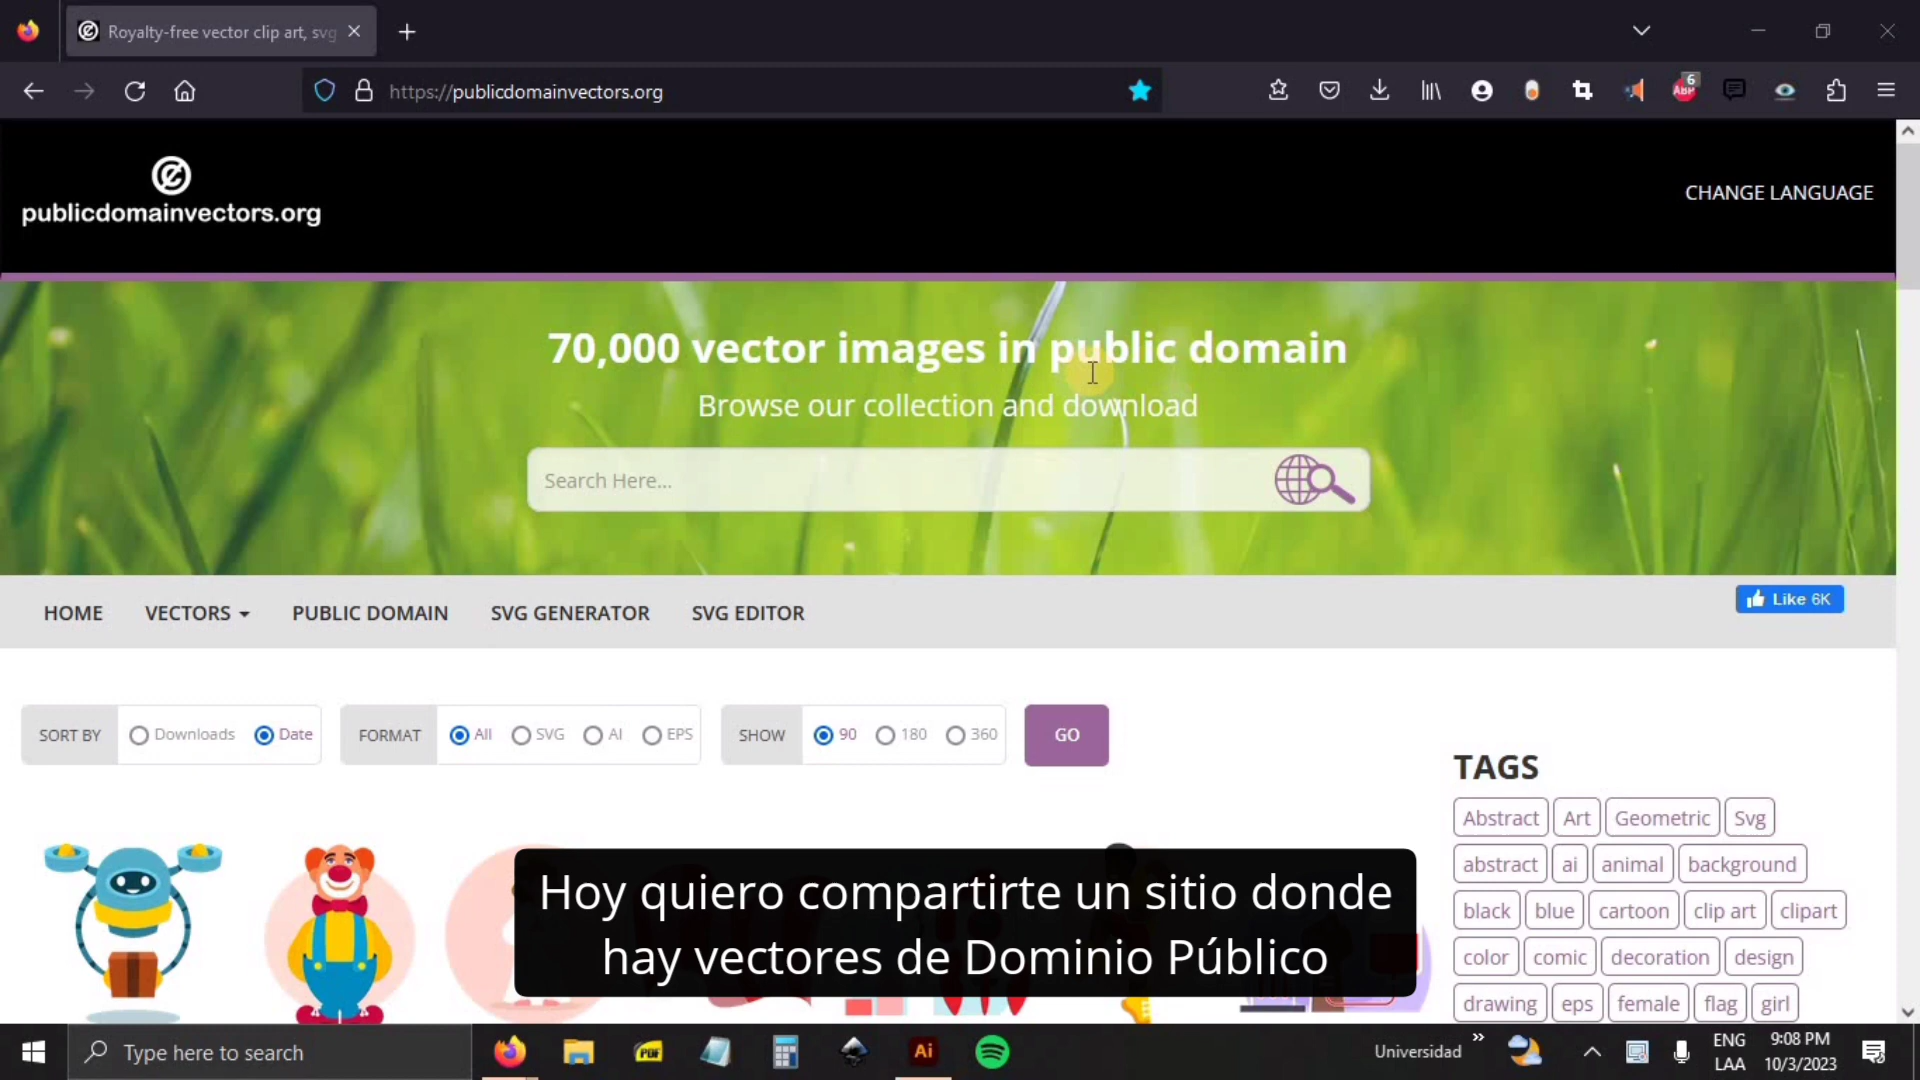 Royalty-free vector clip art, svg
https://publicdomainvectors.org
6
ABP
publicdomainvectors.org
CHANGE LANGUAGE
70,000 vector images in public domain
Browse our collection and download
Search Here...
HOME VECTORS PUBLIC DOMAIN SVG GENERATOR SVG EDITOR
Like 6K
SORT BY Downloads Date FORMAT All SVG AI EPS SHOW 90 180 360 GO
TAGS
Abstract Art Geometric Svg
abstract ai animal background
black blue cartoon clip art clipart
color comic decoration design
drawing eps female flag girl
Hoy quiero compartirte un sitio donde
hay vectores de Dominio Público
Type here to search
PDF
Ai
Universidad
ENG
LAA
9:08 PM
10/3/2023